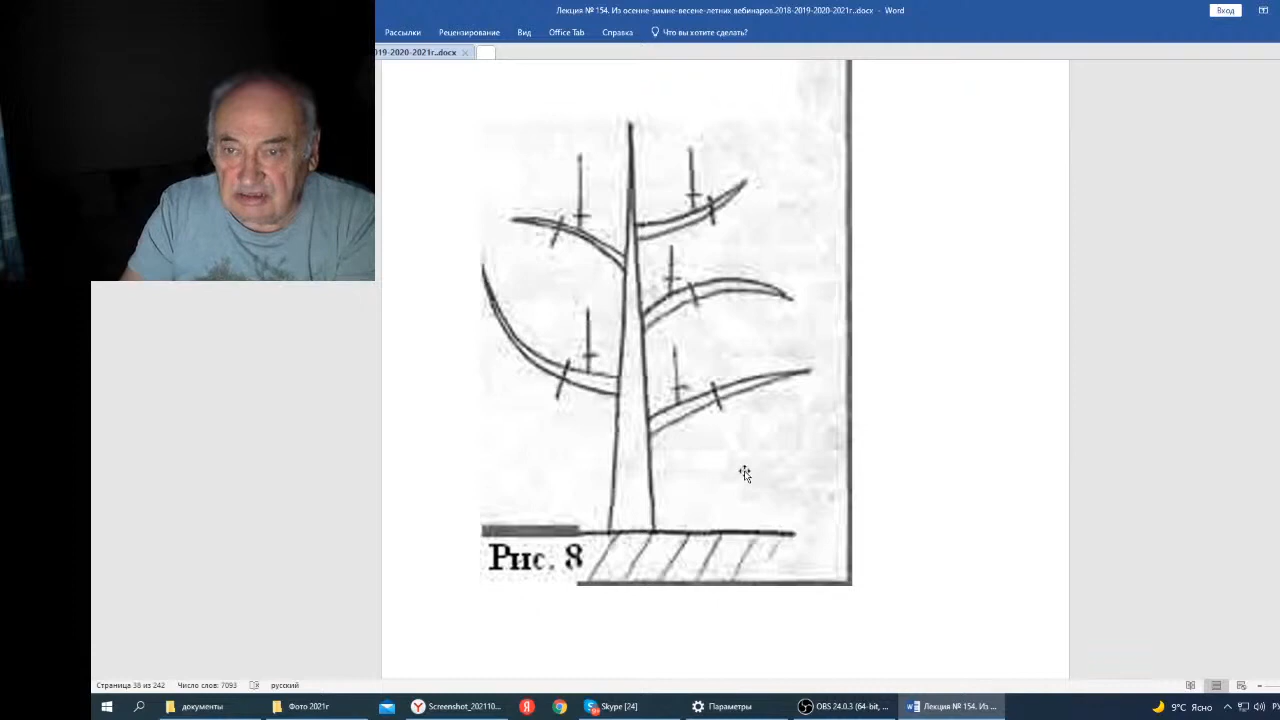 Лекция № 154. Из осенне-зимне-весене-летних вебинаров.2018-2019-2020-2021г..docx - Word
Вход
Рассылки Рецензирование Вид Office Tab Справка Что вы хотите сделать?
019-2020-2021г..docx
Рис. 8
Страница 38 из 242 Число слов: 7093 русский
документы Фото 2021г Screenshot_202110... Skype [24] Параметры OBS 24.0.3 (64-bit, ... Лекция № 154. Из ... 9°C Ясно